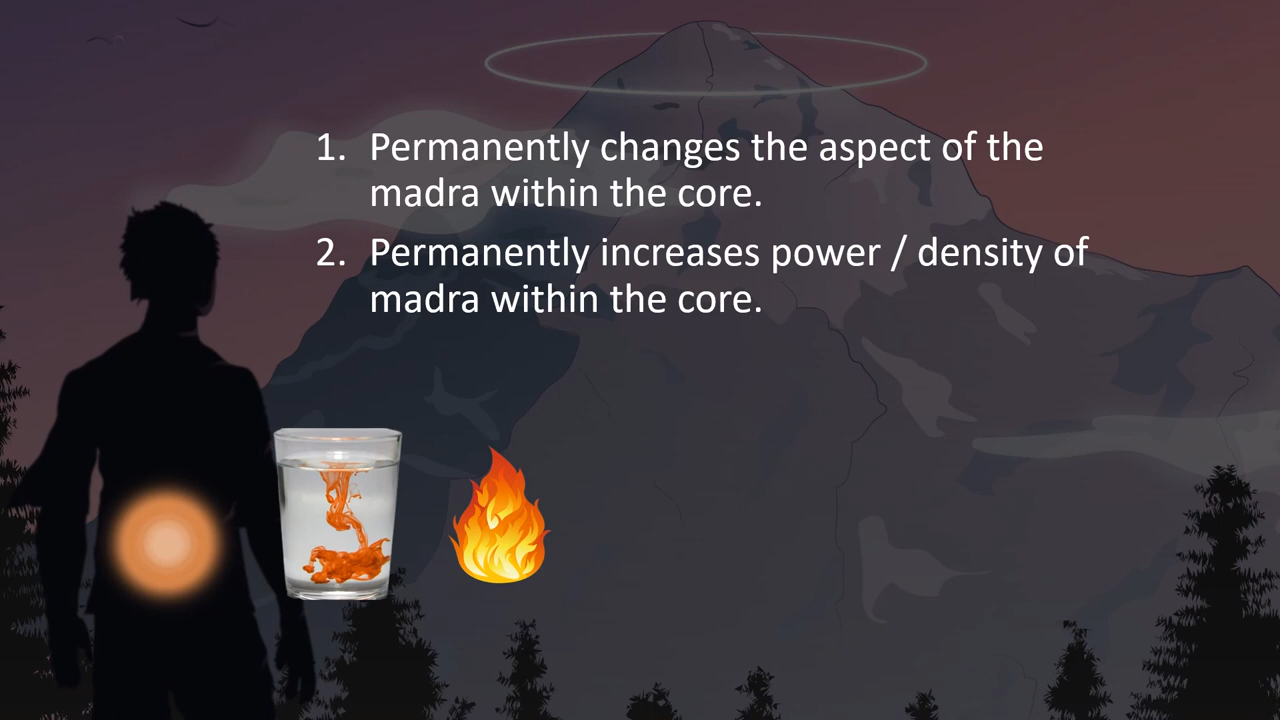 1. Permanently changes the aspect of the
madra within the core.
2. Permanently increases power / density of
madra within the core.